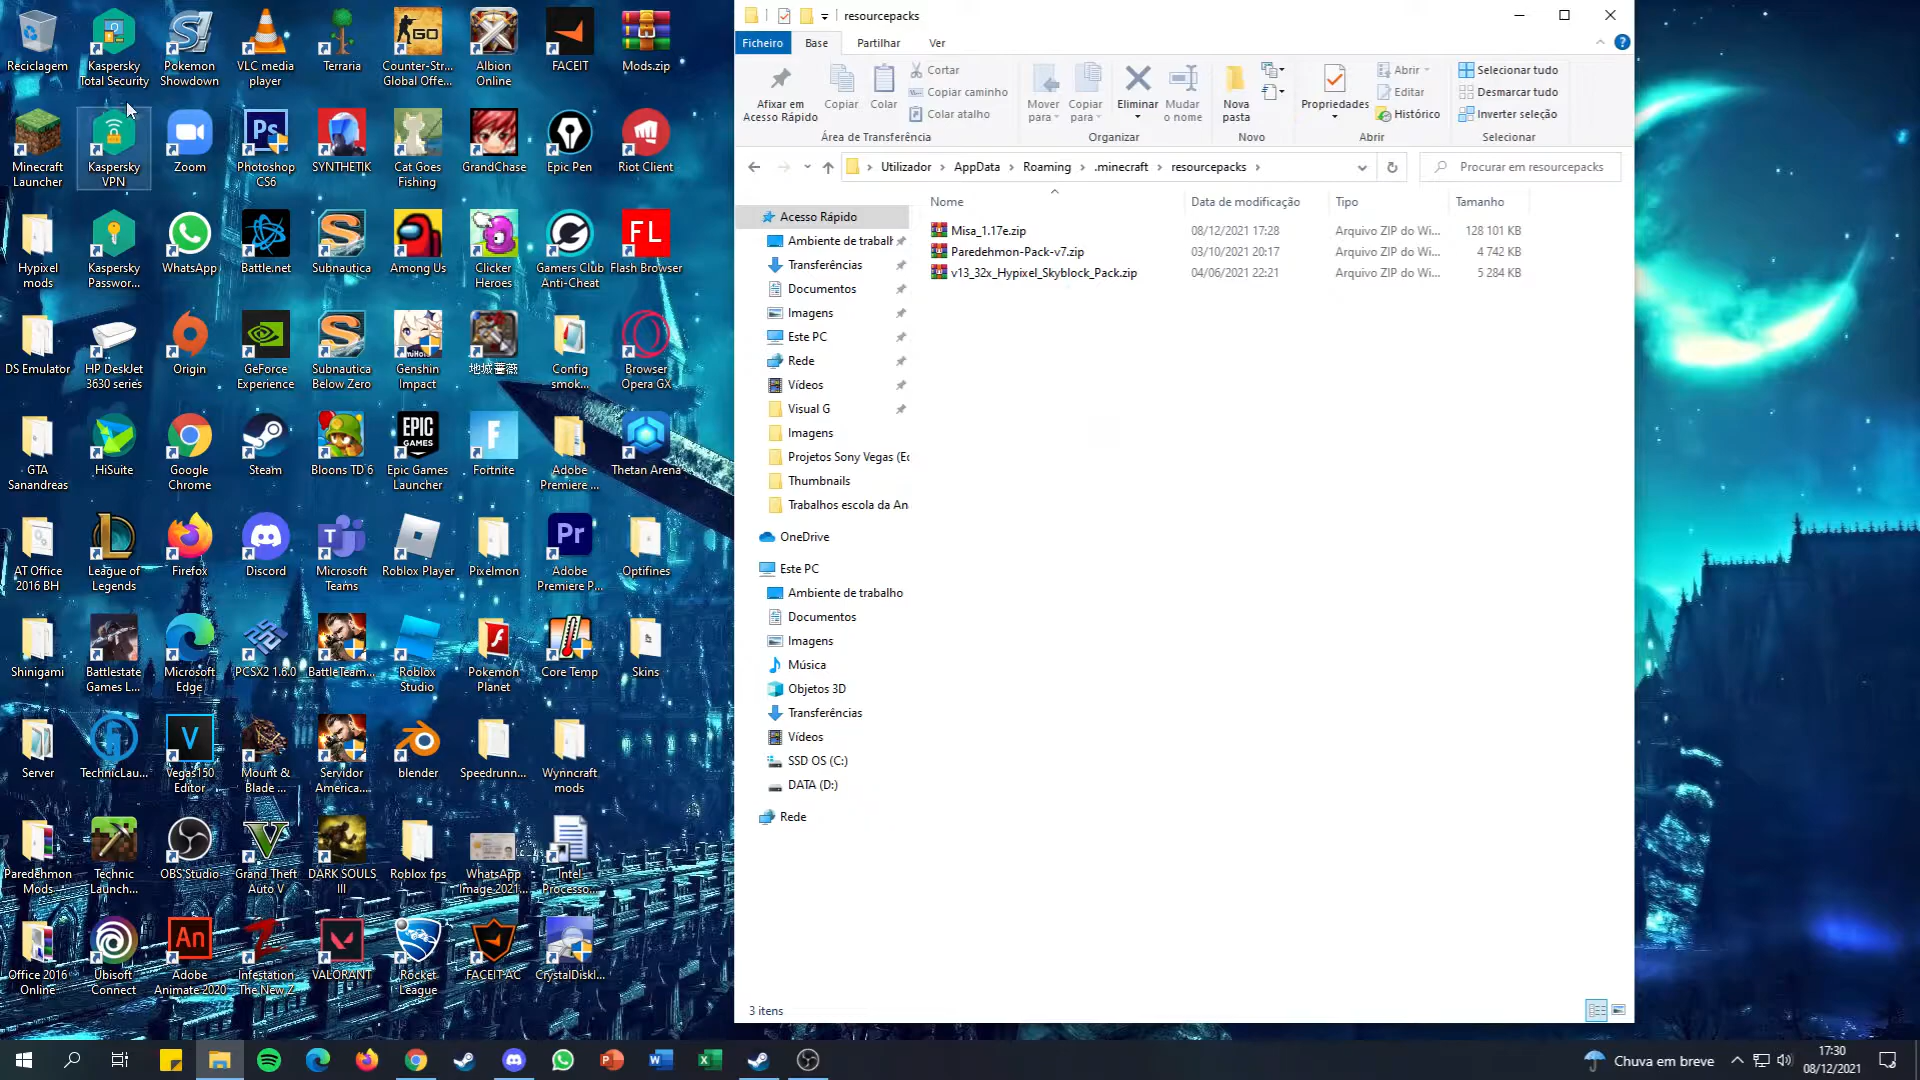 Reciclagem
Kaspersky
Total Security
Pokemon
Showdown
VLC media
player
Terraria
Counter-Str...
Global Offe...
Albion
Online
FACEIT
Mods.zip
Minecraft
Launcher
Kaspersky
VPN
Zoom
Photoshop
CS6
SYNTHETIK
Cat Goes
Fishing
GrandChase
Epic Pen
Riot Client
Hypixel
mods
Kaspersky
Passwor...
WhatsApp
Battle.net
Subnautica
Among Us
Clicker
Heroes
Gamers Club
Anti-Cheat
Flash Browser
DS Emulator
HP DeskJet
3630 series
Origin
GeForce
Experience
Subnautica
Below Zero
Genshin
Impact
地城蔷薇
Config
smok...
Browser
Opera GX
GTA
Sanandreas
HiSuite
Google
Chrome
Steam
Bloons TD 6
Epic Games
Launcher
Fortnite
Adobe
Premiere ...
Thetan Arena
AT Office
2016 BH
League of
Legends
Firefox
Discord
Microsoft
Teams
Roblox Player
Pixelmon
Adobe
Premiere P...
Optifines
Shinigami
Battlestate
Games L...
Microsoft
Edge
PCSX2 1.6.0
BattleTeam...
Roblox
Studio
Pokemon
Planet
Core Temp
Skins
Server
TechnicLau...
Vegas150
Editor
Mount &
Blade ...
Servidor
America...
blender
Speedrunn...
Wynncraft
mods
Paredehmon
Mods
Technic
Launch...
OBS Studio
Grand Theft
Auto V
DARK SOULS
III
Roblox fps
WhatsApp
Image 2021...
Intel
Processo...
Office 2016
Online
Ubisoft
Connect
Adobe
Animate 2020
Infestation
The New Z
VALORANT
Rocket
League
FACEIT AC
CrystalDiskI...
resourcepacks
Ficheiro
Base
Partilhar
Ver
Afixar em
Acesso Rápido
Copiar
Colar
Cortar
Copiar caminho
Colar atalho
Área de Transferência
Mover
para
Copiar
para
Eliminar
Mudar
o nome
Organizar
Nova
pasta
Novo
Propriedades
Abrir
Editar
Histórico
Abrir
Selecionar tudo
Desmarcar tudo
Inverter seleção
Selecionar
Utilizador
AppData
Roaming
.minecraft
resourcepacks
Procurar em resourcepacks
Nome
Data de modificação
Tipo
Tamanho
Misa_1.17e.zip 08/12/2021 17:28 Arquivo ZIP do Wi... 128 101 KB
Paredehmon-Pack-v7.zip 03/10/2021 20:17 Arquivo ZIP do Wi... 4 742 KB
v13_32x_Hypixel_Skyblock_Pack.zip 04/06/2021 22:21 Arquivo ZIP do Wi... 5 284 KB
Acesso Rápido
Ambiente de trabalh
Transferências
Documentos
Imagens
Este PC
Rede
Vídeos
Visual G
Imagens
Projetos Sony Vegas (Ec
Thumbnails
Trabalhos escola da An
OneDrive
Este PC
Ambiente de trabalho
Documentos
Imagens
Música
Objetos 3D
Transferências
Vídeos
SSD OS (C:)
DATA (D:)
Rede
3 itens
Chuva em breve
17:30
08/12/2021